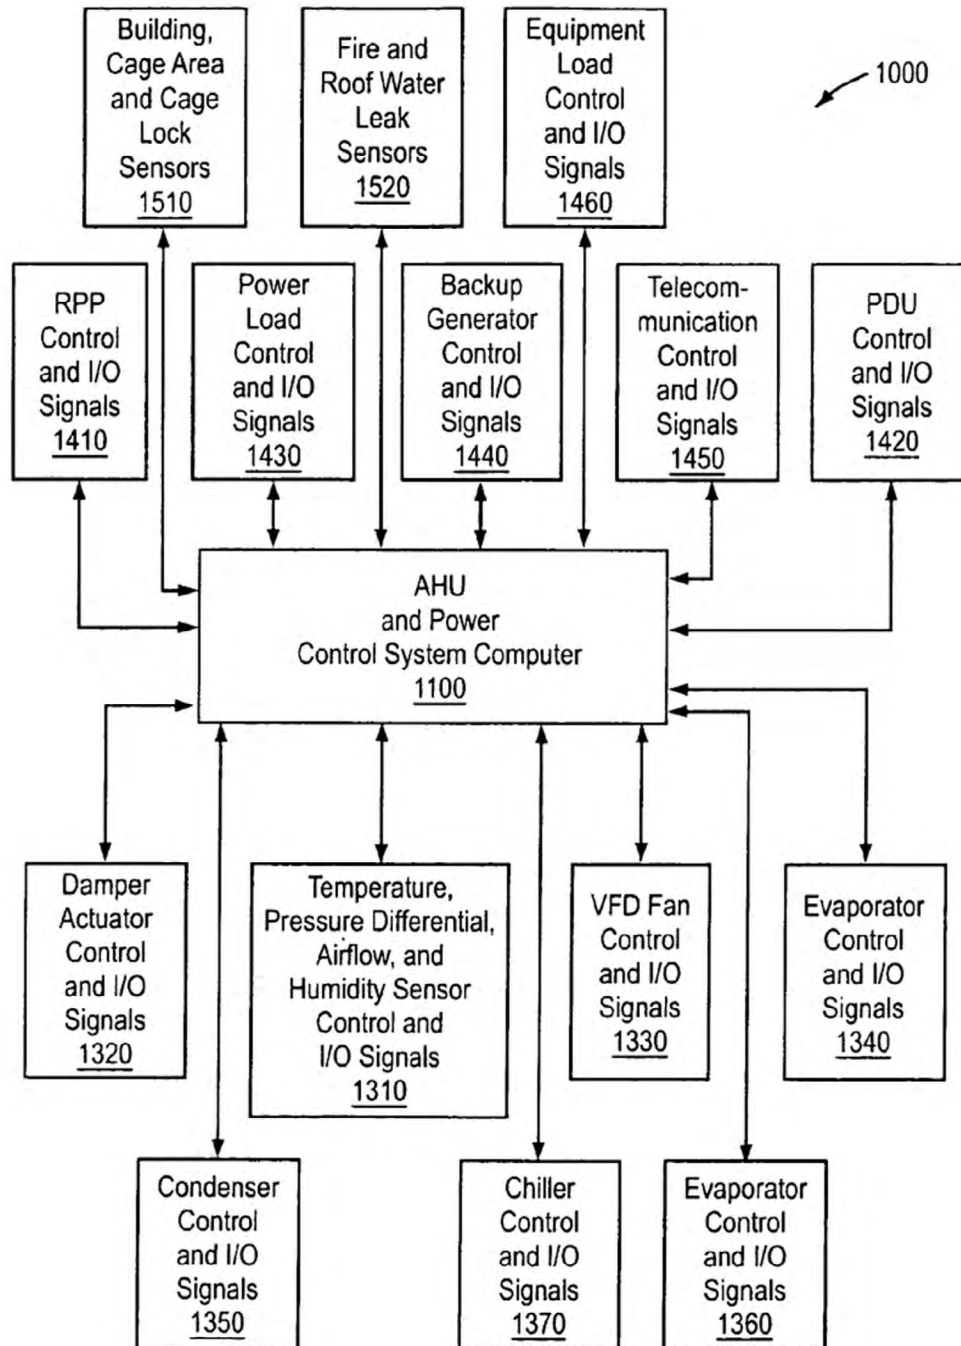 Building,
Cage Area
and Cage
Lock
Sensors
1510
Fire and
Roof Water
Leak
Sensors
1520
Equipment
Load
Control
and I/O
Signals
1460
1000
RPP
Control
and I/O
Signals
1410
Power
Load
Control
and I/O
Signals
1430
Backup
Generator
Control
and I/O
Signals
1440
Telecom-
munication
Control
and I/O
Signals
1450
PDU
Control
and I/O
Signals
1420
AHU
and Power
Control System Computer
1100
Damper
Actuator
Control
and I/O
Signals
1320
Temperature,
Pressure Differential,
Airflow, and
Humidity Sensor
Control and
I/O Signals
1310
VFD Fan
Control
and I/O
Signals
1330
Evaporator
Control
and I/O
Signals
1340
Condenser
Control
and I/O
Signals
1350
Chiller
Control
and I/O
Signals
1370
Evaporator
Control
and I/O
Signals
1360